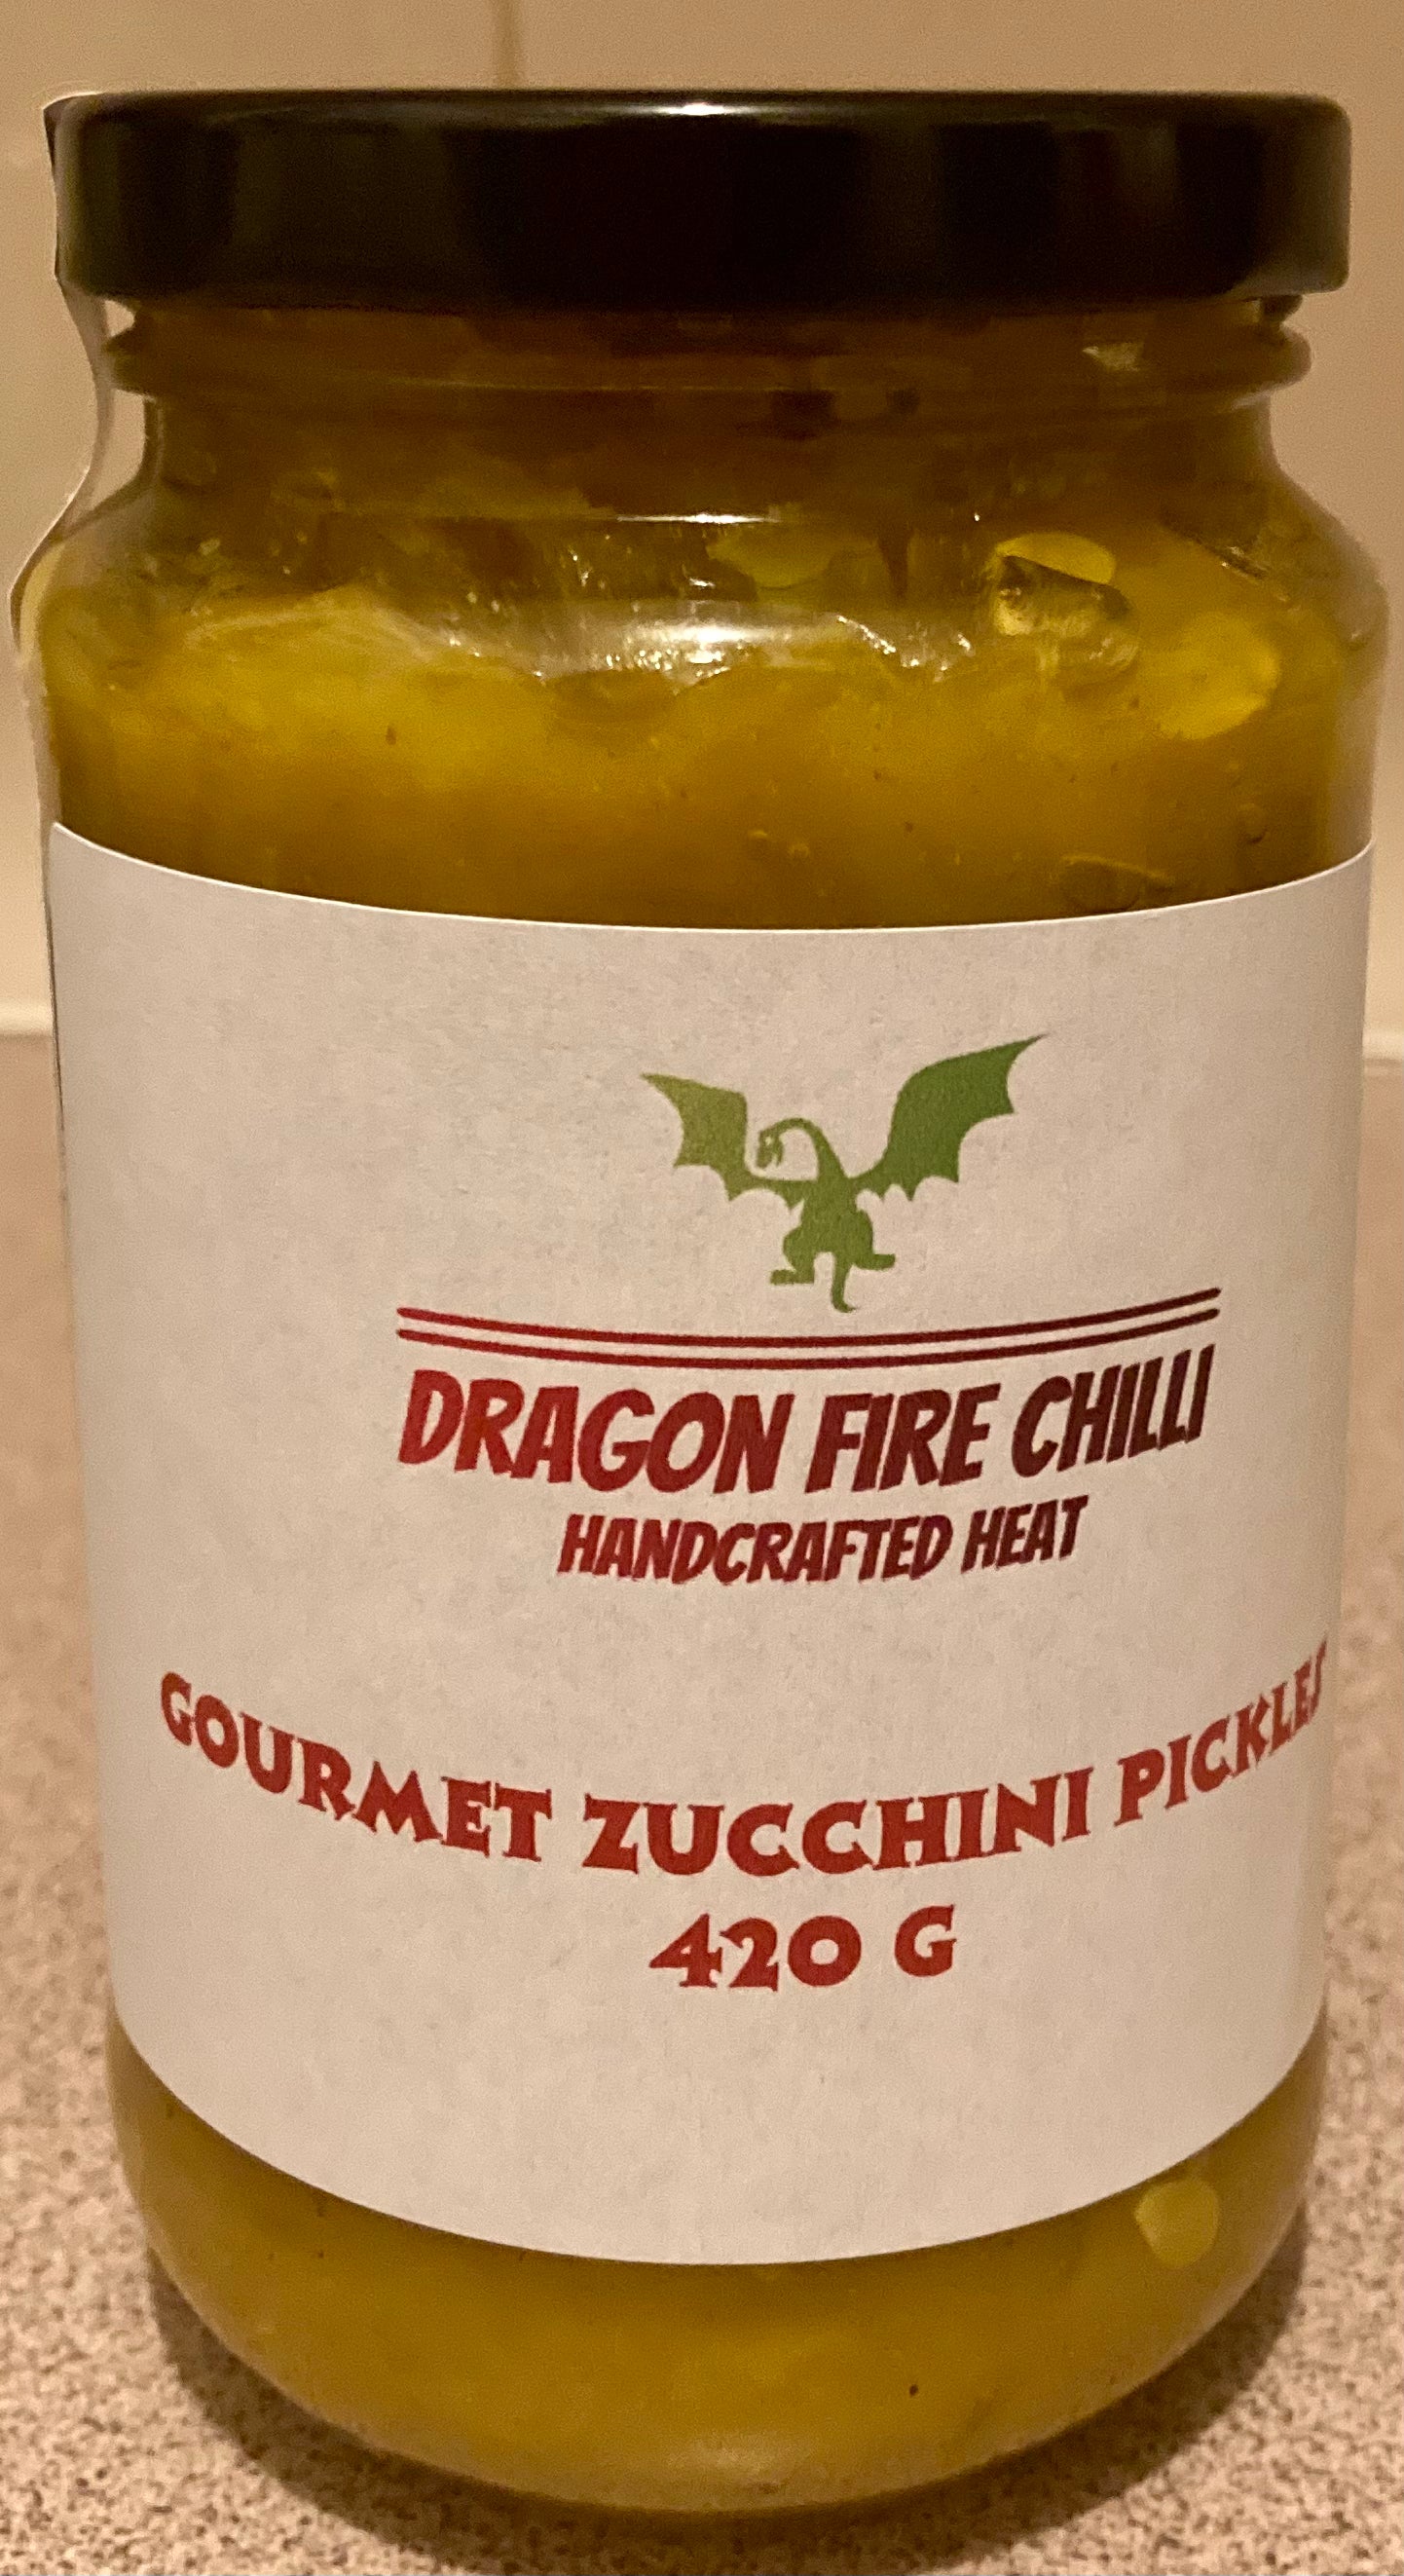 DRAGON FIRE CHILLI
HANDCRAFTED HEAT
GOURMET ZUCCHINI PICKLES
420 G